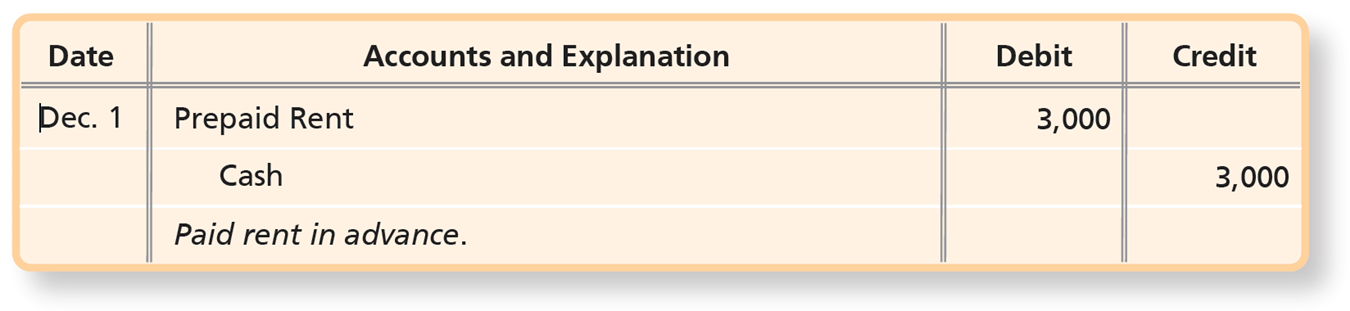 Date Accounts and Explanation Debit Credit
Dec. 1 Prepaid Rent 3,000
Cash 3,000
Paid rent in advance.